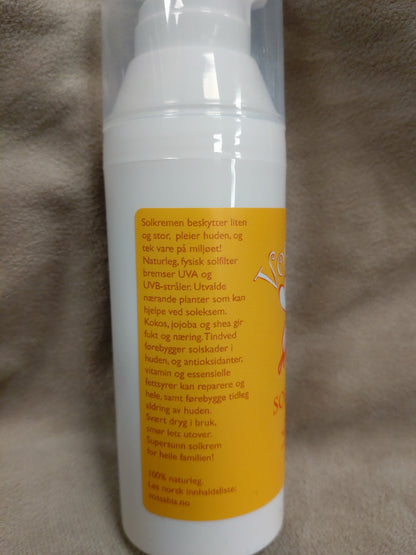 Solkremen beskytter liten
og stor, pleier huden, og
tek vare på miljøet!
Naturleg, fysisk solfilter
bremser UVA og
UVB-stråler. Utvalde
nærande planter som kan
hjelpe ved soleksem.
Kokos, jojoba og shea gir
fukt og næring. Tindved
førebygger solskader i
huden, og antioksidanter,
vitamin og essensielle
fettsyrer kan reparere og
hele, samt førebygge tidleg
aldring av huden.
Svært dryg i bruk,
smør lett utover.
Supersunn solkrem
for heile familien!
100% naturleg.
Les norsk innhaldsliste: